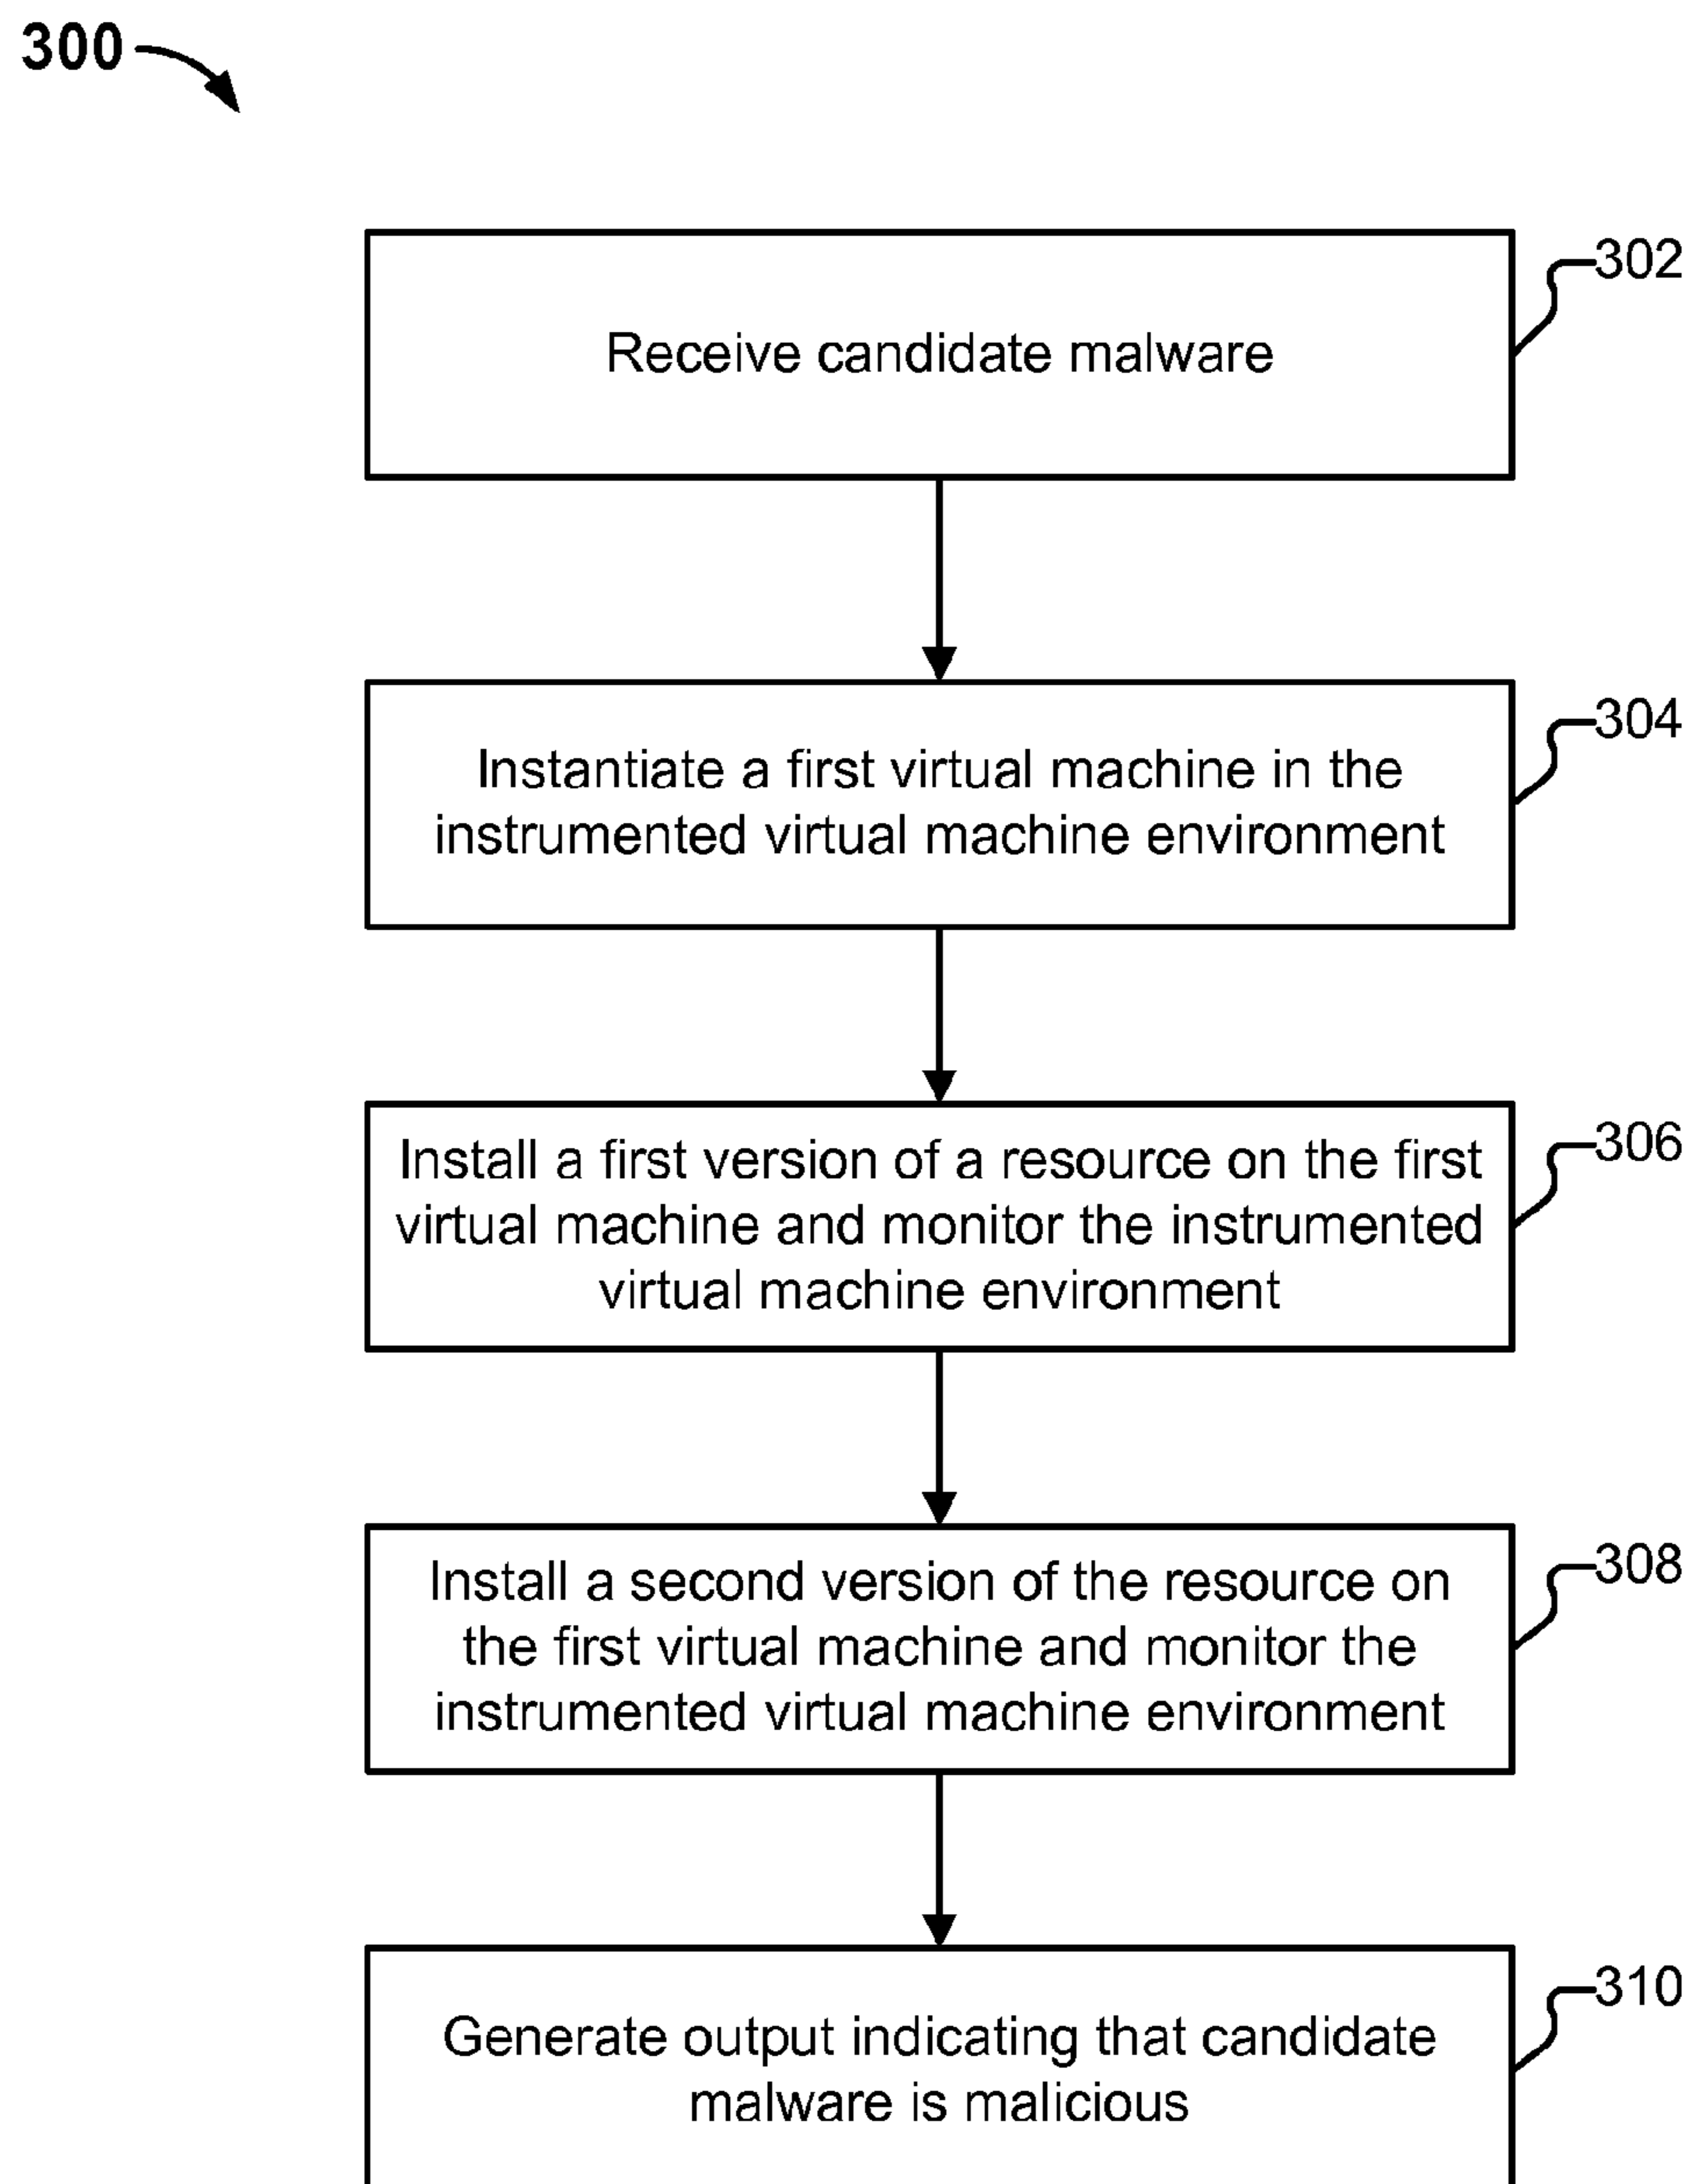 300
302
Receive candidate malware
304
Instantiate a first virtual machine in the
instrumented virtual machine environment
306
Install a first version of a resource on the first
virtual machine and monitor the instrumented
virtual machine environment
308
Install a second version of the resource on
the first virtual machine and monitor the
instrumented virtual machine environment
310
Generate output indicating that candidate
malware is malicious